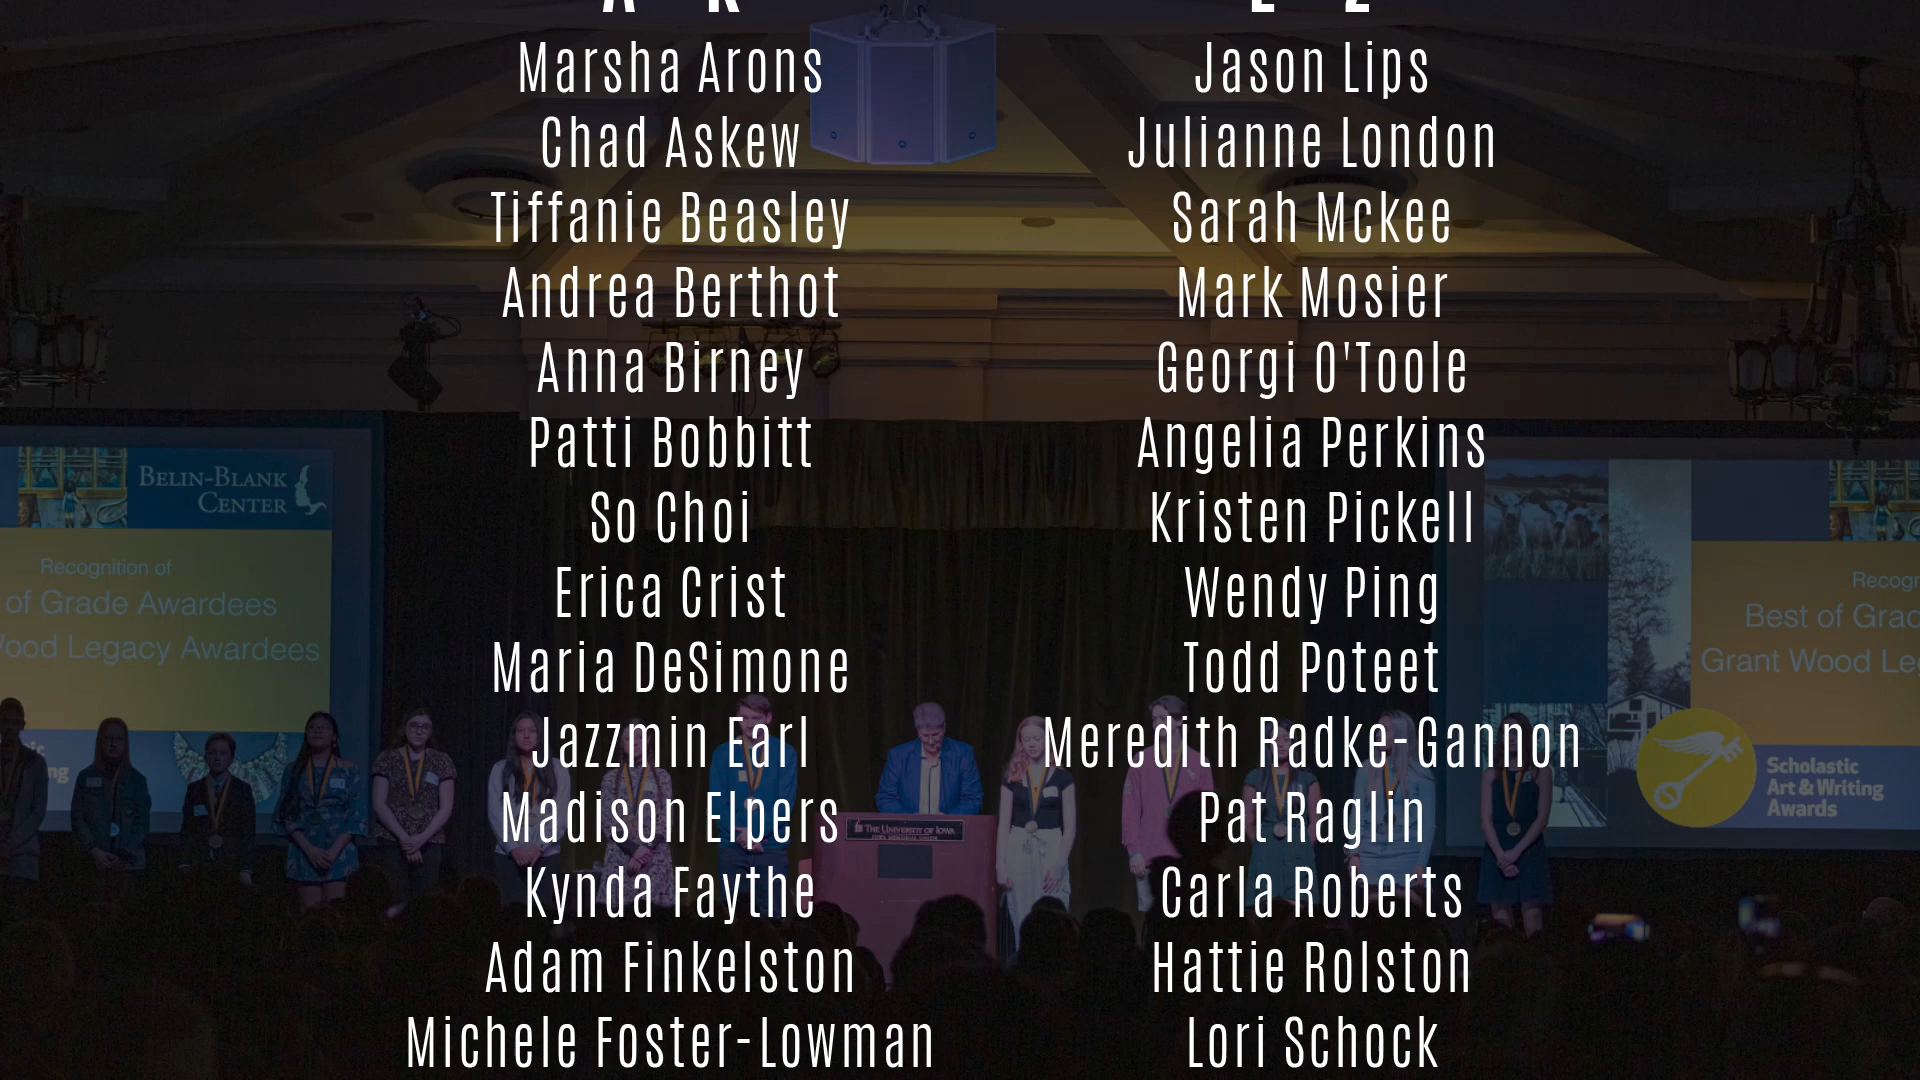 Marsha Arons
Chad Askew
Tiffanie Beasley
Andrea Berthot
Anna Birney
Patti Bobbitt
So Choi
Erica Crist
Maria DeSimone
Jazzmin Earl
Madison Elpers
Kynda Faythe
Adam Finkelston
Michele Foster-Lowman
Jason Lips
Julianne London
Sarah Mckee
Mark Mosier
Georgi O'Toole
Angelia Perkins
Kristen Pickell
Wendy Ping
Todd Poteet
Meredith Radke-Gannon
Pat Raglin
Carla Roberts
Hattie Rolston
Lori Schock
BELIN-BLANK
CENTER
Recognition of
of Grade Awardees
Legacy Awardees
THE UNIVERSITY OF IOWA
IOWA MEMORIAL UNION
Best of
Grant Wood
Scholastic
Art & Writing
Awards